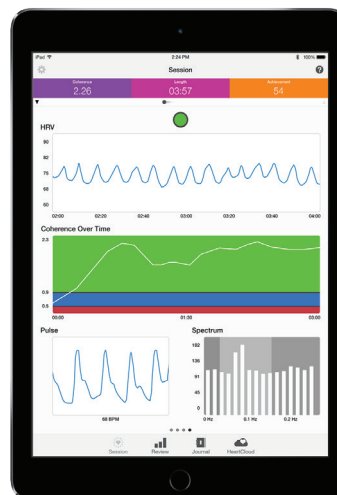 iPad
2:24 PM
100%
Session
?
Coherence
Length
Achievement
2.26
03:57
54
HRV
90
82
78
68
60
02:00
02:20
02:40
03:00
03:20
03:40
04:00
Coherence Over Time
2.3
0.9
0.5
00:00
01:30
03:00
Pulse
Spectrum
182
136
91
45
0
68 BPM
0 Hz
0.1 Hz
0.2 Hz
Session
Review
Journal
HeartCloud